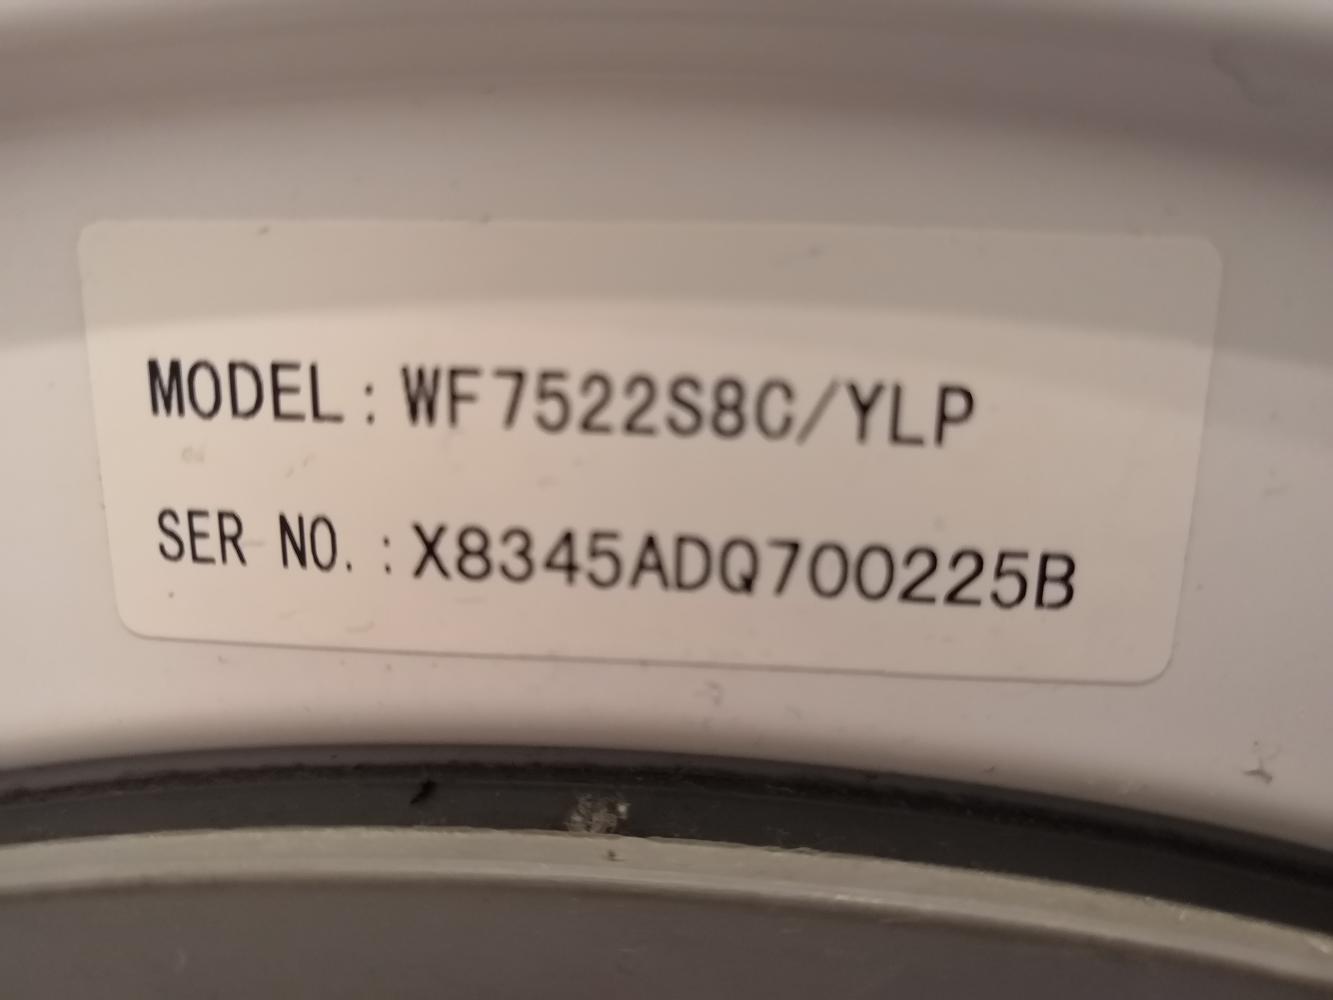 MODEL : WF7522S8C/YLP
SER NO. : X8345ADQ700225B